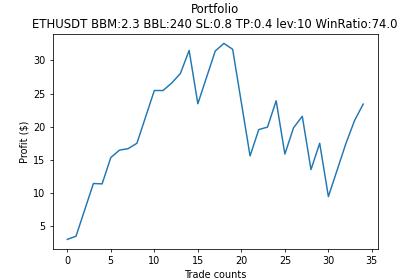 Portfolio
ETHUSDT BBM:2.3 BBL:240 SL:0.8 TP:0.4 lev:10 WinRatio:74.0
30
25
20
15
10
5
Profit ($)
0 5 10 15 20 25 30 35
Trade counts